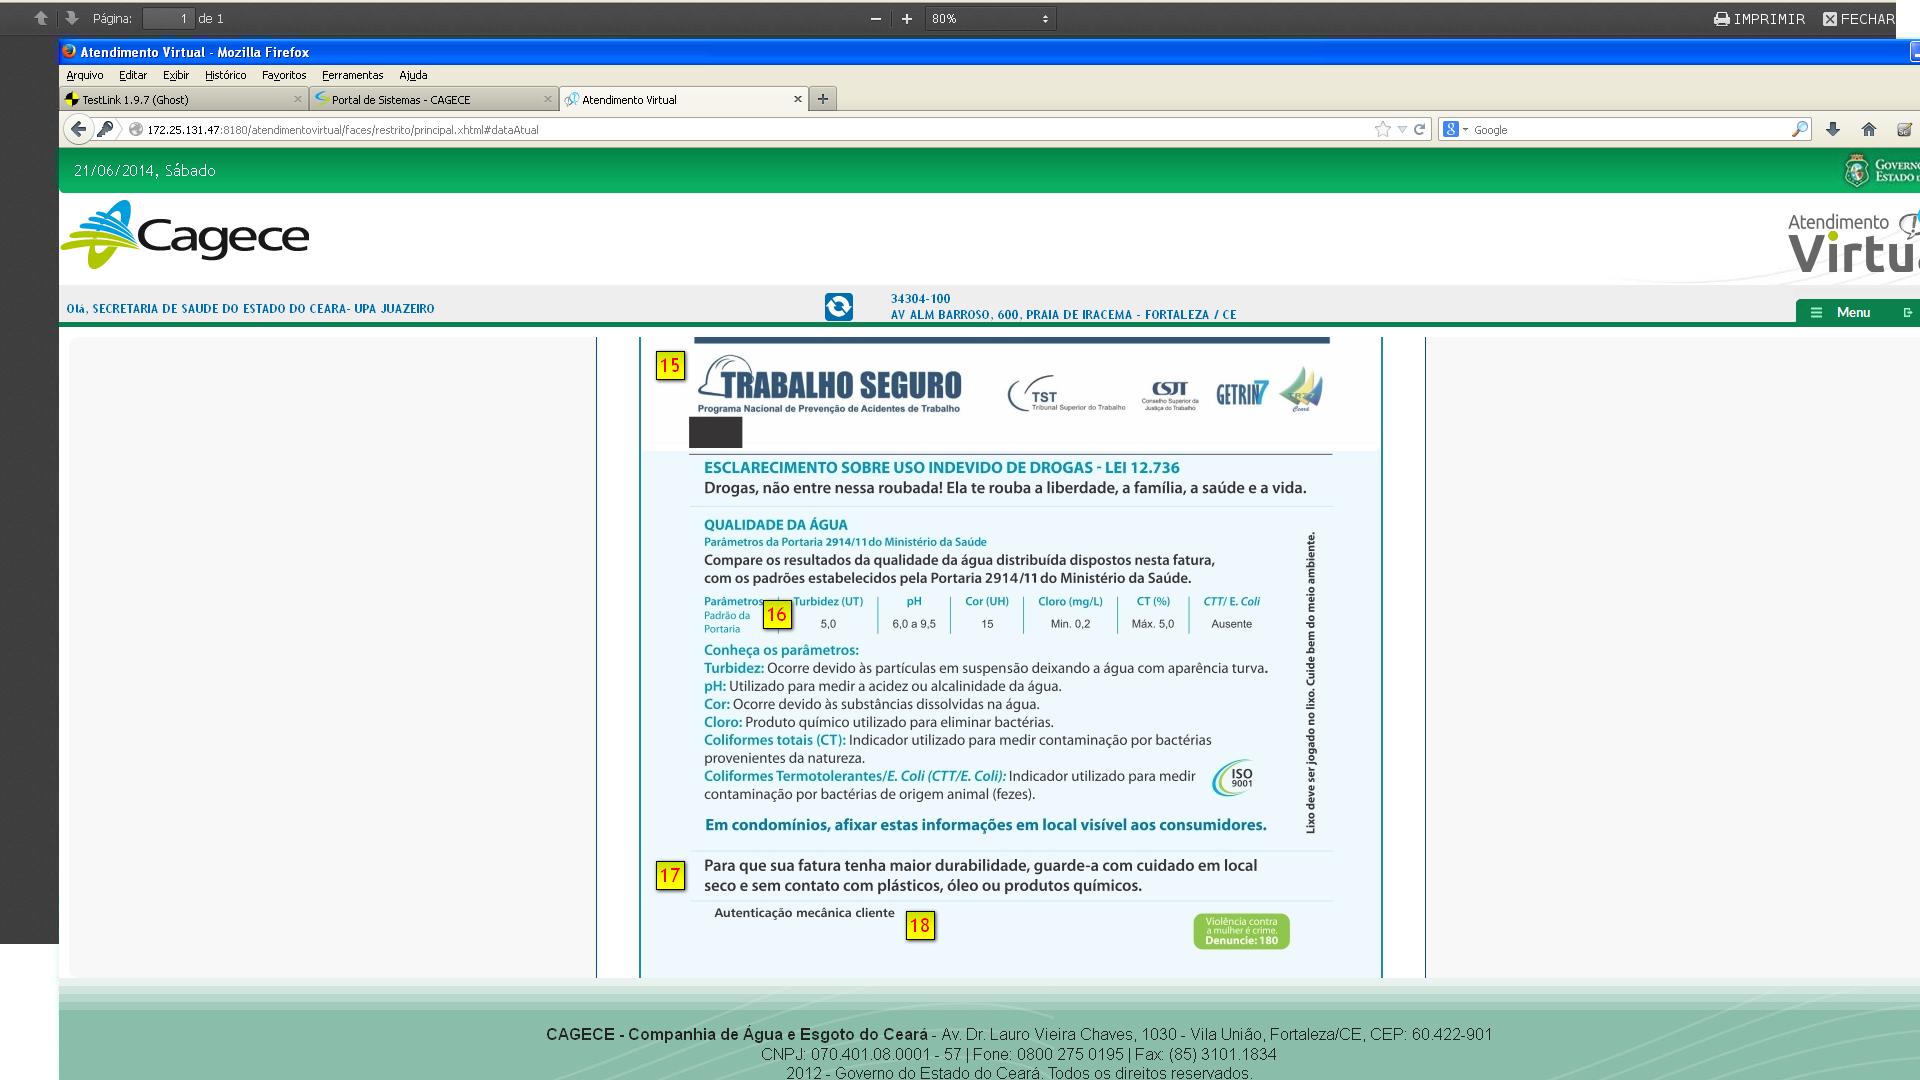 Página: 1 de 1
80%
IMPRIMIR
FECHAR
Atendimento Virtual - Mozilla Firefox
Arquivo Editar Exibir Histórico Favoritos Ferramentas Ajuda
TestLink 1.9.7 (Ghost)
Portal de Sistemas - CAGECE
Atendimento Virtual
172.25.131.47:8180/atendimentovirtual/faces/restrito/principal.xhtml#dataAtual
Google
21/06/2014, Sábado
GOVERNO
ESTADO
Cagece
Atendimento
Virtu
Olá, SECRETARIA DE SAUDE DO ESTADO DO CEARA- UPA JUAZEIRO
34304-100
AV ALM BARROSO, 600, PRAIA DE IRACEMA - FORTALEZA / CE
Menu
15
TRABALHO SEGURO
Programa Nacional de Prevenção de Acidentes de Trabalho
TST
Tribunal Superior do Trabalho
CSJT
Conselho Superior da
Justiça do Trabalho
GETRIN7
Ceará
ESCLARECIMENTO SOBRE USO INDEVIDO DE DROGAS - LEI 12.736
Drogas, não entre nessa roubada! Ela te rouba a liberdade, a família, a saúde e a vida.
QUALIDADE DA ÁGUA
Parâmetros da Portaria 2914/11do Ministério da Saúde
Compare os resultados da qualidade da água distribuída dispostos nesta fatura,
com os padrões estabelecidos pela Portaria 2914/11 do Ministério da Saúde.
Parâmetros Turbidez (UT) pH Cor (UH) Cloro (mg/L) CT (%) CTT/ E. Coli
16
Padrão da
Portaria
5,0 6,0 a 9,5 15 Min. 0,2 Máx. 5,0 Ausente
Conheça os parâmetros:
Turbidez: Ocorre devido às partículas em suspensão deixando a água com aparência turva.
pH: Utilizado para medir a acidez ou alcalinidade da água.
Cor: Ocorre devido às substâncias dissolvidas na água.
Cloro: Produto químico utilizado para eliminar bactérias.
Coliformes totais (CT): Indicador utilizado para medir contaminação por bactérias
provenientes da natureza.
Coliformes Termotolerantes/E. Coli (CTT/E. Coli): Indicador utilizado para medir
contaminação por bactérias de origem animal (fezes).
ISO
9001
Em condomínios, afixar estas informações em local visível aos consumidores.
Lixo deve ser jogado no lixo. Cuide bem do meio ambiente.
17
Para que sua fatura tenha maior durabilidade, guarde-a com cuidado em local
seco e sem contato com plásticos, óleo ou produtos químicos.
Autenticação mecânica cliente
18
Violência contra
a mulher é crime.
Denuncie: 180
CAGECE - Companhia de Água e Esgoto do Ceará - Av. Dr. Lauro Vieira Chaves, 1030 - Vila União, Fortaleza/CE, CEP: 60.422-901
CNPJ: 070.401.08.0001 - 57 | Fone: 0800 275 0195 | Fax: (85) 3101.1834
2012 - Governo do Estado do Ceará. Todos os direitos reservados.